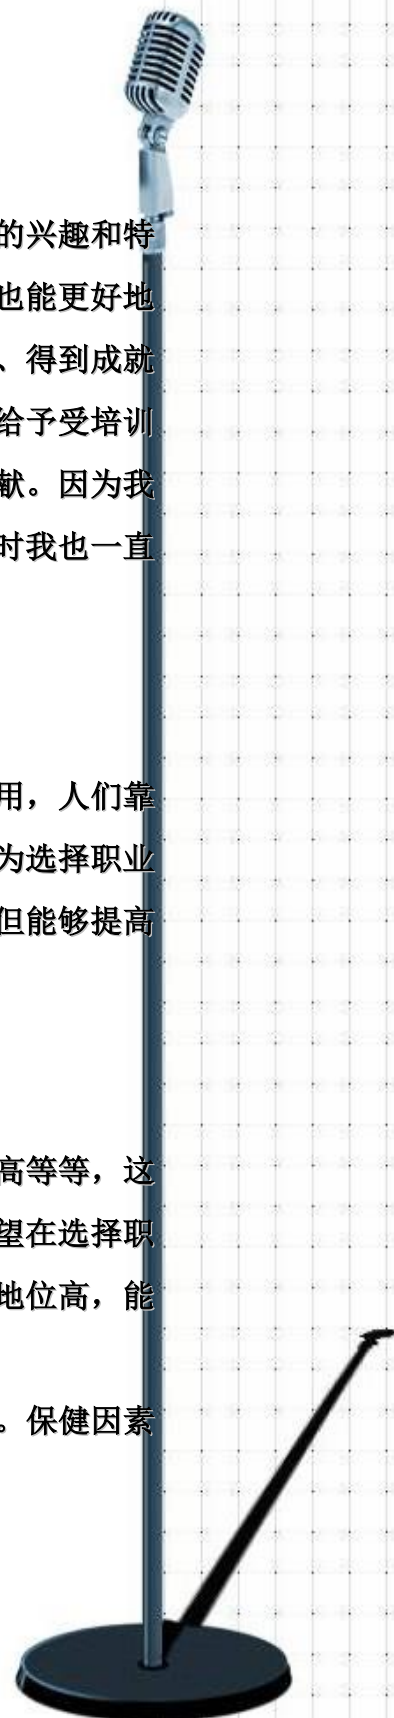 的兴趣和特
也能更好地
、得到成就
给予受培训
献。因为我
时我也一直
用，人们靠
为选择职业
但能够提高
高等等，这
望在选择职
地位高，能
。保健因素